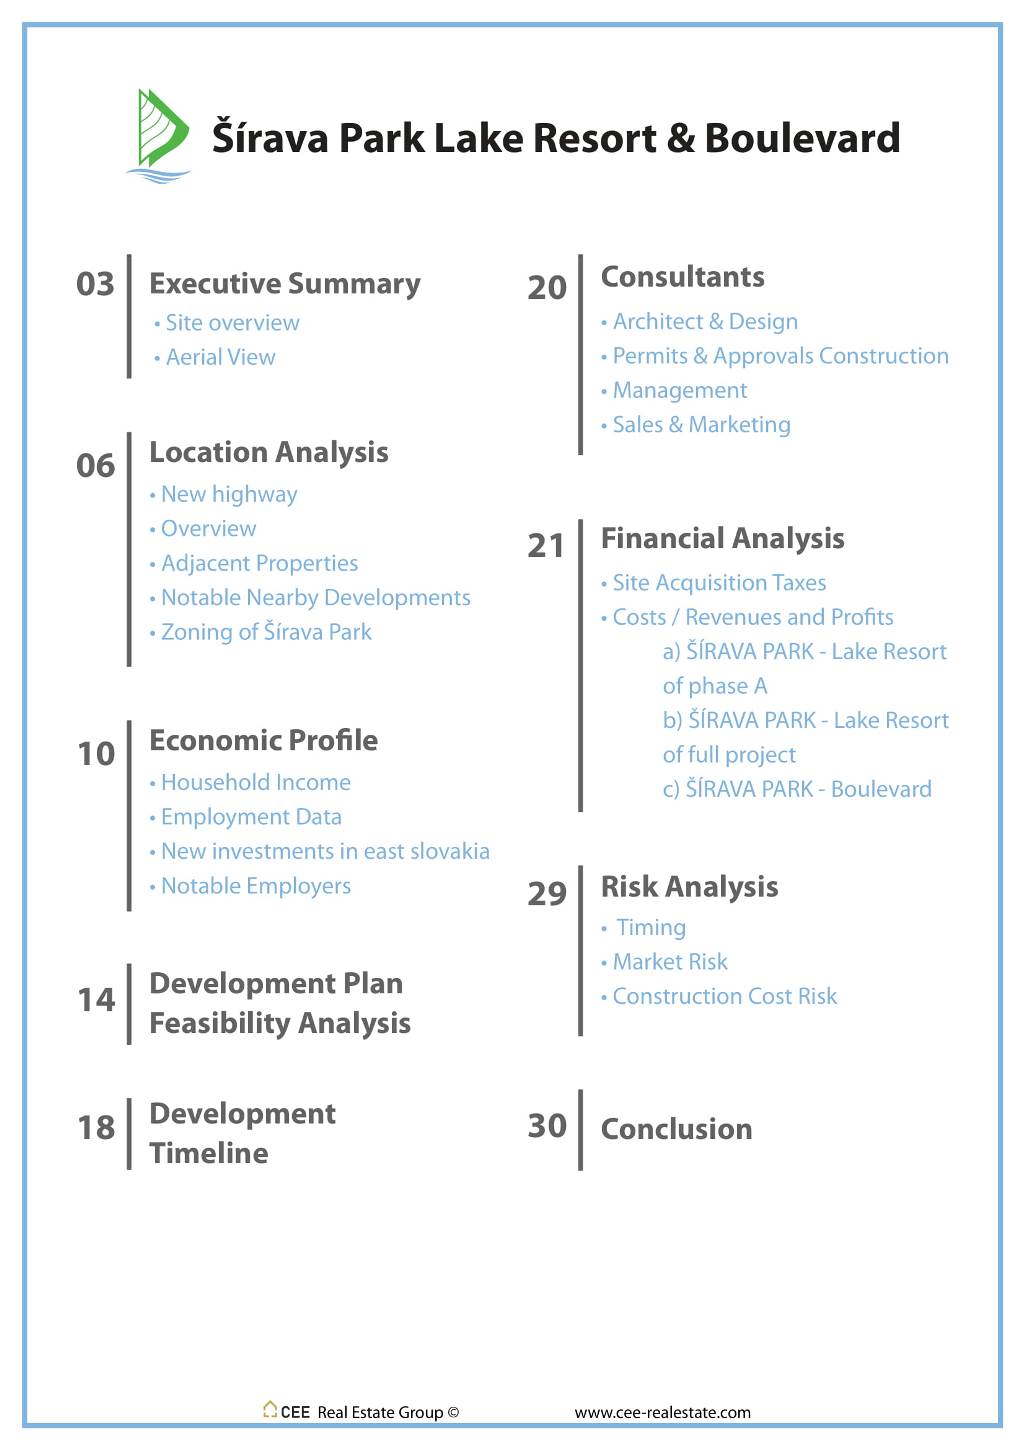 Šírava Park Lake Resort & Boulevard
03
Executive Summary
• Site overview
• Aerial View
06
Location Analysis
• New highway
• Overview
• Adjacent Properties
• Notable Nearby Developments
• Zoning of Šírava Park
10
Economic Profile
• Household Income
• Employment Data
• New investments in east slovakia
• Notable Employers
14
Development Plan
Feasibility Analysis
18
Development
Timeline
20
Consultants
• Architect & Design
• Permits & Approvals Construction
• Management
• Sales & Marketing
21
Financial Analysis
• Site Acquisition Taxes
• Costs / Revenues and Profits
a) ŠÍRAVA PARK - Lake Resort
of phase A
b) ŠÍRAVA PARK - Lake Resort
of full project
c) ŠÍRAVA PARK - Boulevard
29
Risk Analysis
• Timing
• Market Risk
• Construction Cost Risk
30
Conclusion
CEE Real Estate Group ©
www.cee-realestate.com